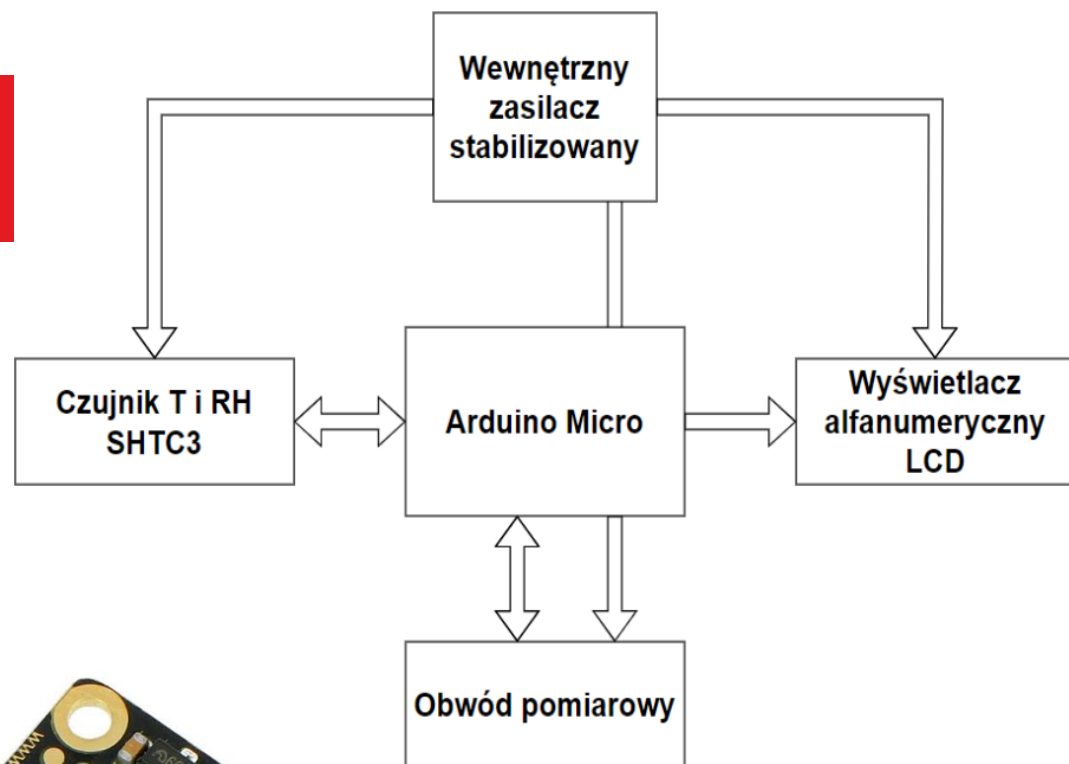 Wewnętrzny
zasilacz
stabilizowany
Czujnik T i RH
SHTC3
Arduino Micro
Wyświetlacz
alfanumeryczny
LCD
Obwód pomiarowy